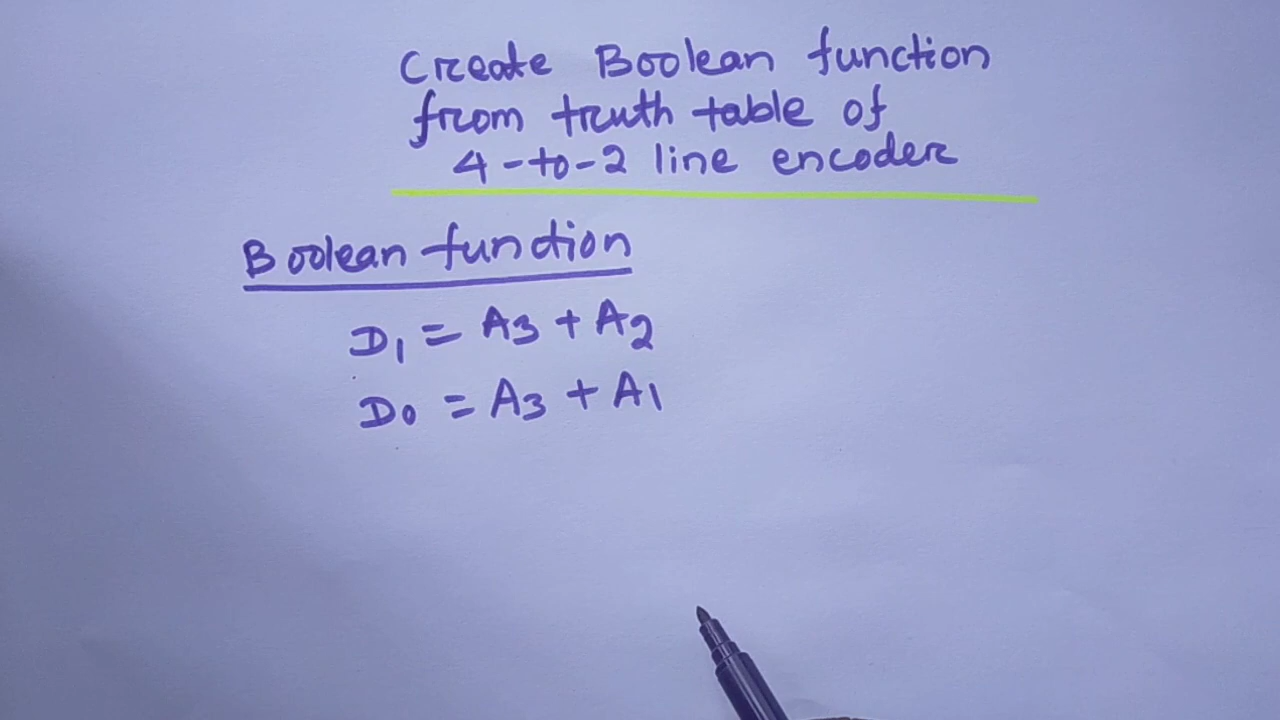 Create Boolean function
from truth table of
4-to-2 line encoder
Boolean function
D1 = A3 + A2
D0 = A3 + A1